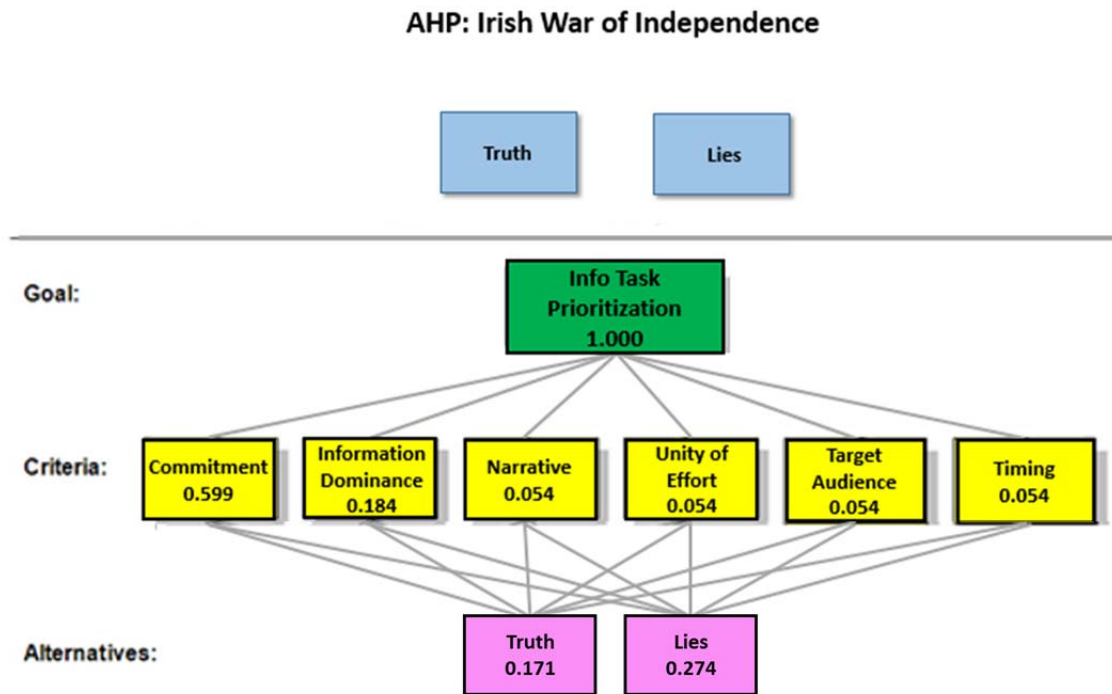 AHP: Irish War of Independence
Truth
Lies
Goal:
Info Task
Prioritization
1.000
Criteria:
Commitment
0.599
Information
Dominance
0.184
Narrative
0.054
Unity of
Effort
0.054
Target
Audience
0.054
Timing
0.054
Alternatives:
Truth
0.171
Lies
0.274